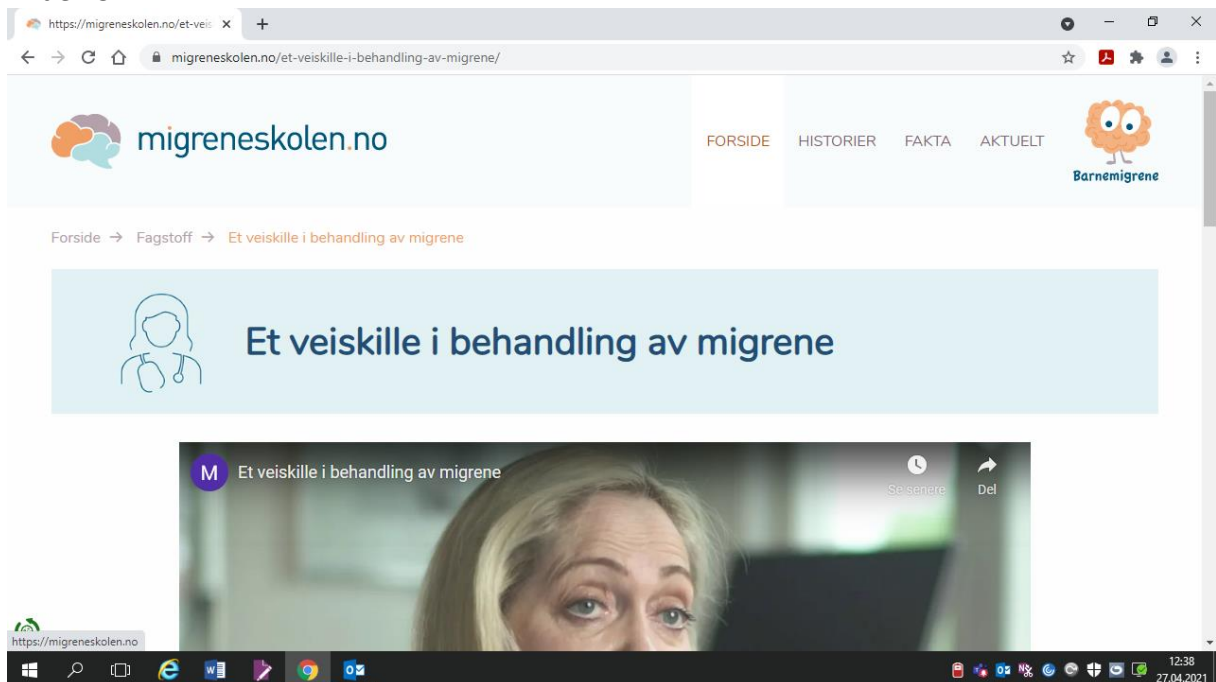 https://migreneskolen.no/et-veis
migreneskolen.no/et-veiskille-i-behandling-av-migrene/
migreneskolen.no
FORSIDE HISTORIER FAKTA AKTUELT
Barnemigrene
Forside → Fagstoff → Et veiskille i behandling av migrene
Et veiskille i behandling av migrene
M Et veiskille i behandling av migrene
Se senere Del
https://migreneskolen.no
12:38
27.04.2021